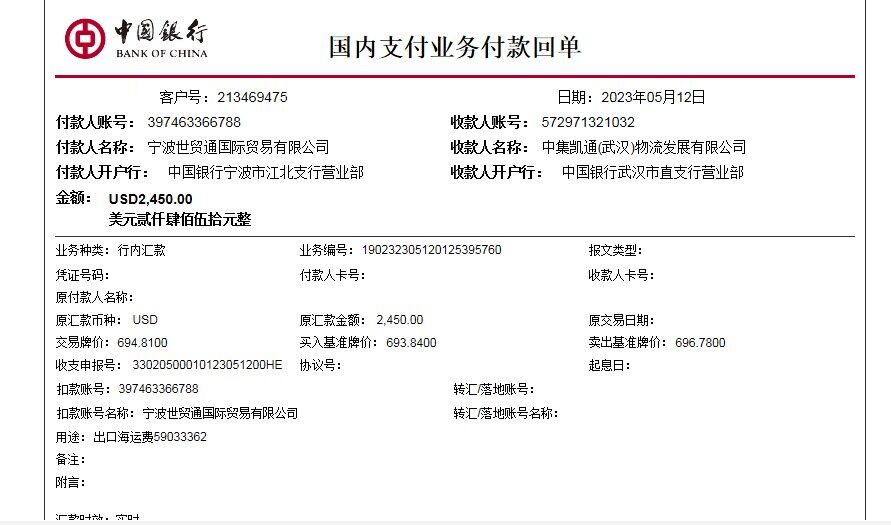 中国银行
BANK OF CHINA
国内支付业务付款回单
客户号：213469475 日期：2023年05月12日
付款人账号：397463366788 收款人账号：572971321032
付款人名称：宁波世贸通国际贸易有限公司 收款人名称：中集凯通(武汉)物流发展有限公司
付款人开户行：中国银行宁波市江北支行营业部 收款人开户行：中国银行武汉市直支行营业部
金额：USD2,450.00
美元贰仟肆佰伍拾元整
业务种类：行内汇款 业务编号：190232305120125395760 报文类型：
凭证号码： 付款人卡号： 收款人卡号：
原付款人名称：
原汇款币种：USD 原汇款金额：2,450.00 原交易日期：
交易牌价：694.8100 买入基准牌价：693.8400 卖出基准牌价：696.7800
收支申报号：33020500010123051200HE 协议号： 起息日：
扣款账号：397463366788 转汇/落地账号：
扣款账号名称：宁波世贸通国际贸易有限公司 转汇/落地账号名称：
用途：出口海运费59033362
备注：
附言：
汇款时效：实时